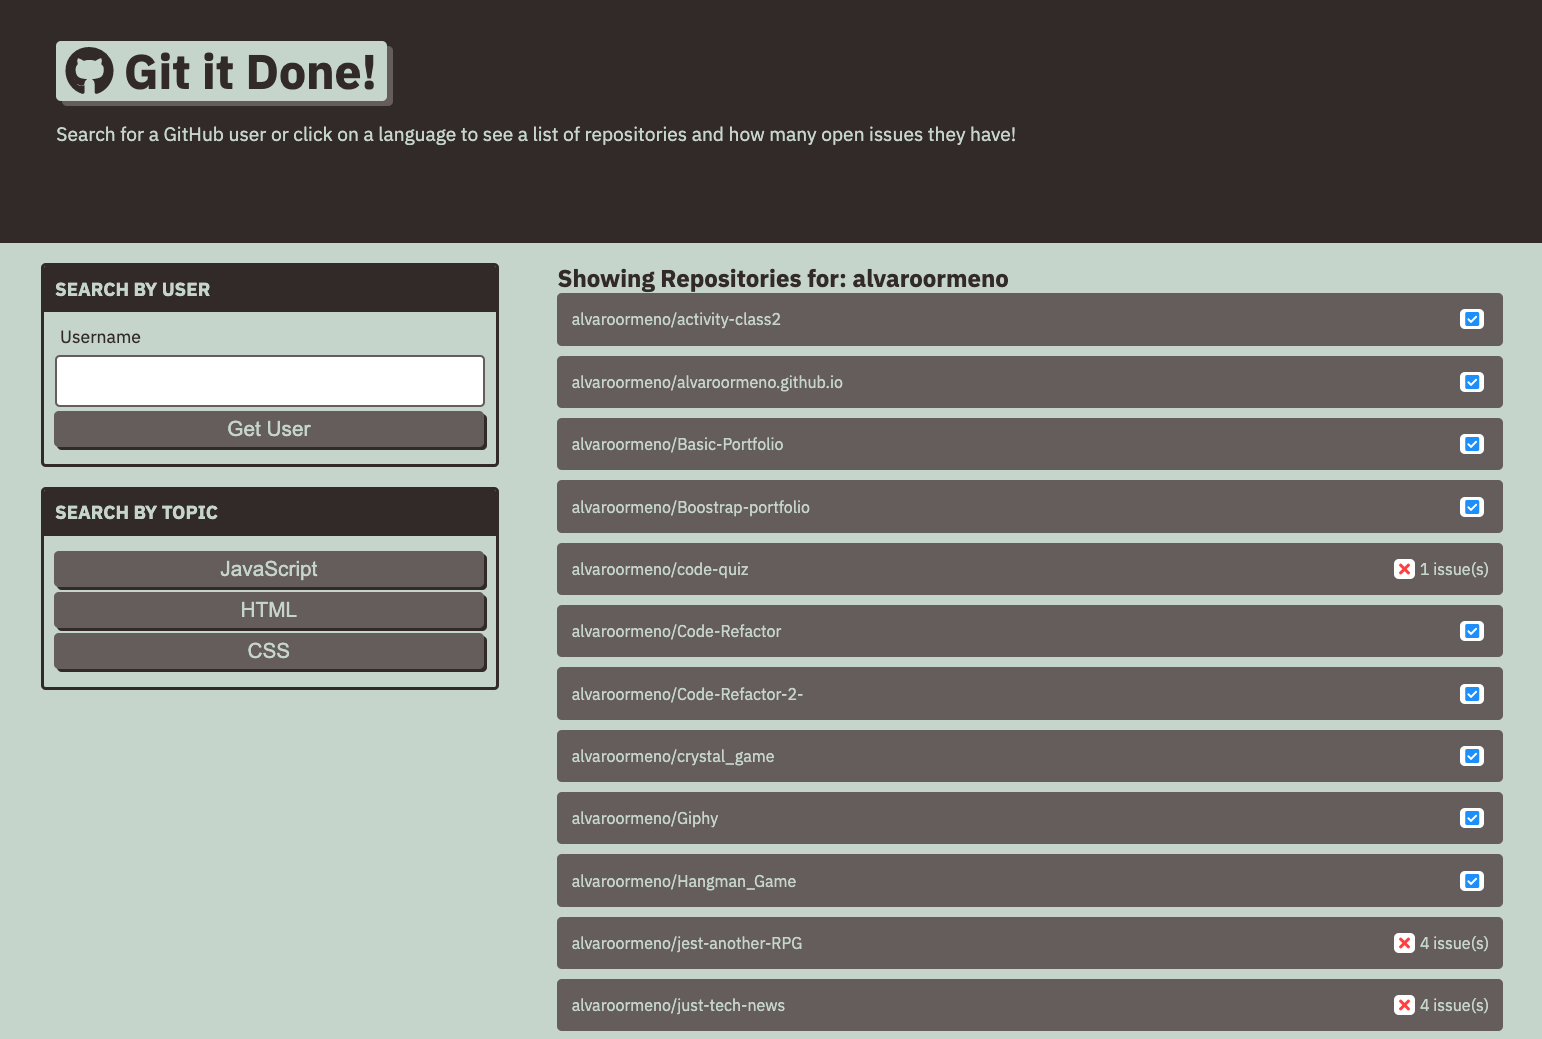 Git it Done!
Search for a GitHub user or click on a language to see a list of repositories and how many open issues they have!
SEARCH BY USER
Username
Get User
SEARCH BY TOPIC
JavaScript
HTML
CSS
Showing Repositories for: alvaroormeno
alvaroormeno/activity-class2
alvaroormeno/alvaroormeno.github.io
alvaroormeno/Basic-Portfolio
alvaroormeno/Boostrap-portfolio
alvaroormeno/code-quiz 1 issue(s)
alvaroormeno/Code-Refactor
alvaroormeno/Code-Refactor-2-
alvaroormeno/crystal_game
alvaroormeno/Giphy
alvaroormeno/Hangman_Game
alvaroormeno/jest-another-RPG 4 issue(s)
alvaroormeno/just-tech-news 4 issue(s)